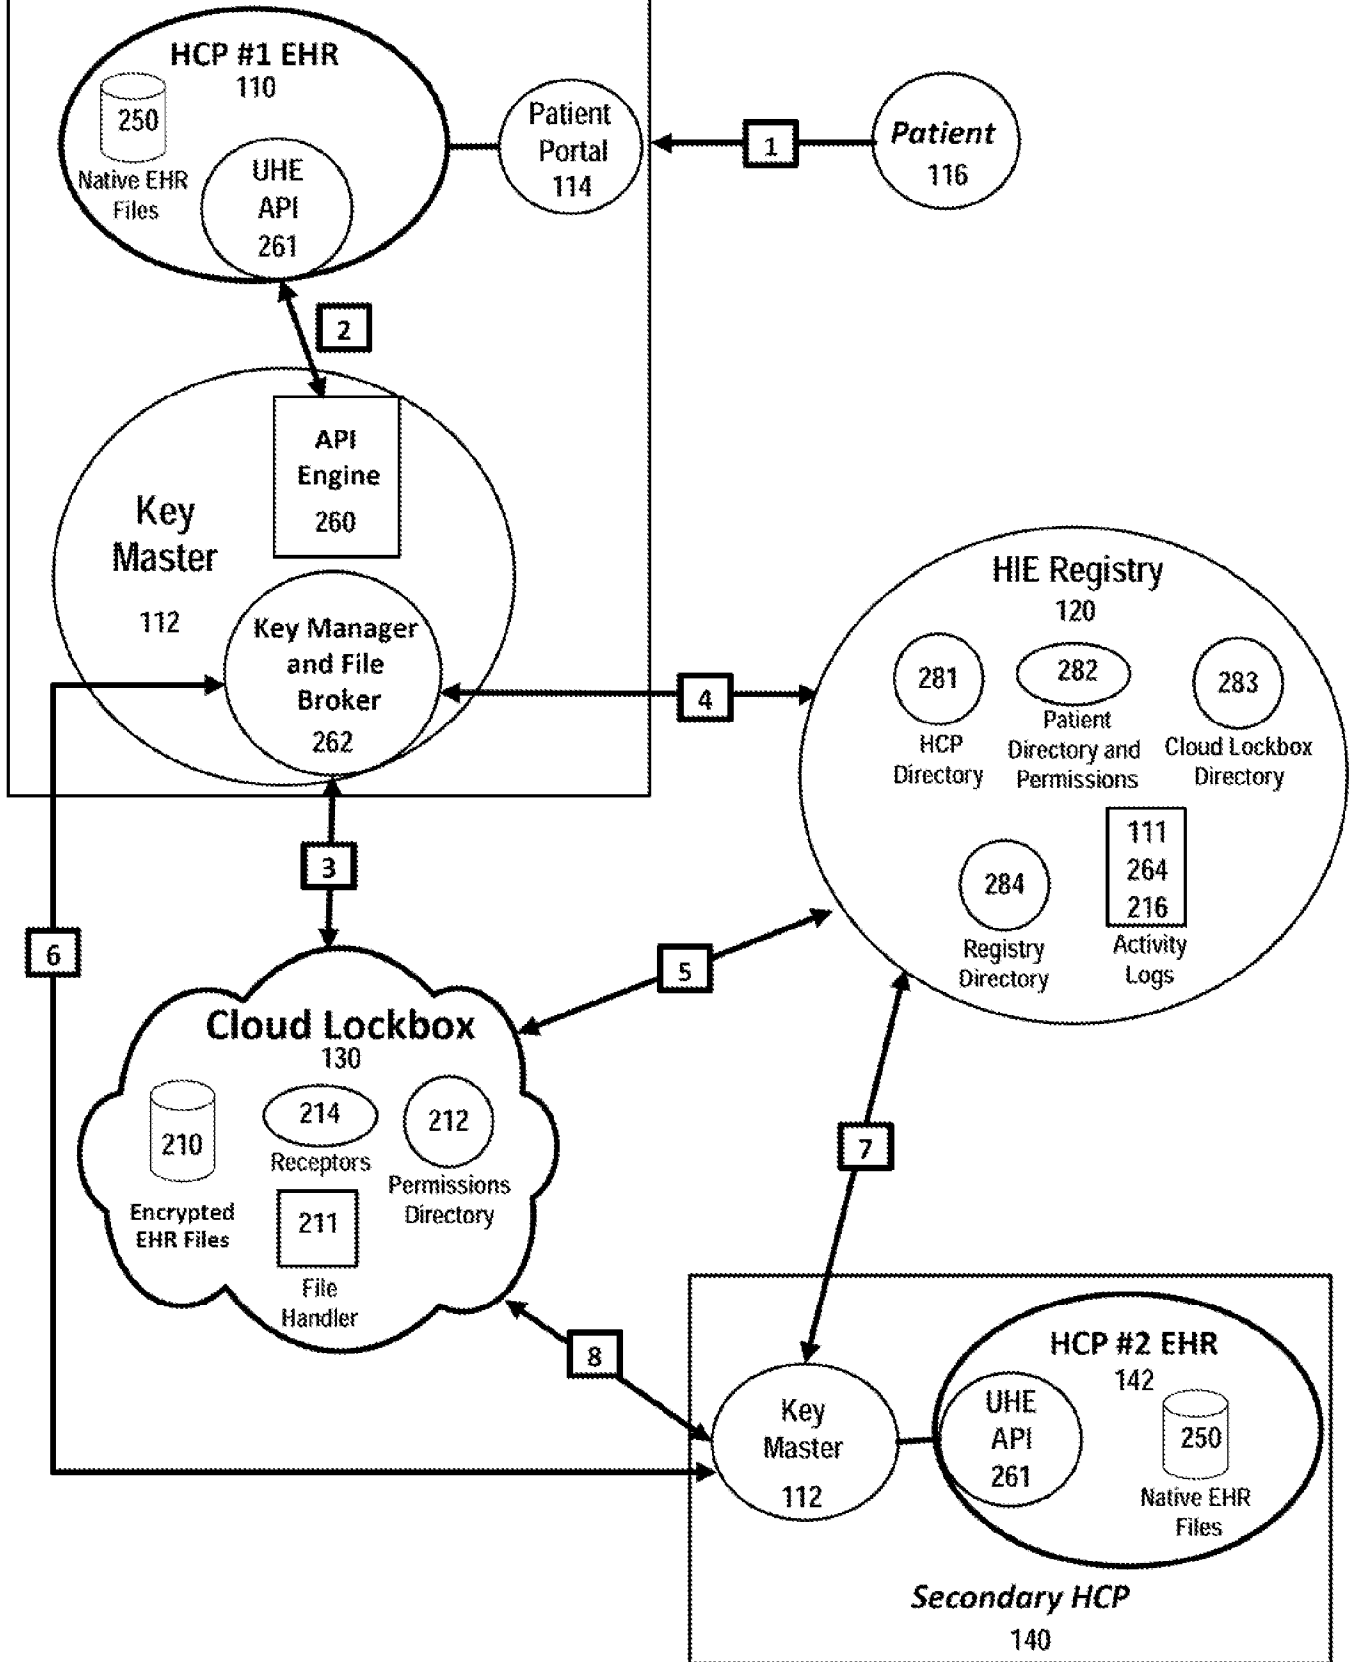 HCP #1 EHR
110
250
Native EHR
Files
UHE
API
261
Patient
Portal
114
1
Patient
116
2
API
Engine
260
Key
Master
112
Key Manager
and File
Broker
262
4
HIE Registry
120
281
HCP
Directory
282
Patient
Directory and
Permissions
283
Cloud Lockbox
Directory
284
Registry
Directory
111
264
216
Activity
Logs
3
6
5
Cloud Lockbox
130
210
Encrypted
EHR Files
214
Receptors
212
Permissions
Directory
211
File
Handler
7
8
Key
Master
112
HCP #2 EHR
142
UHE
API
261
250
Native EHR
Files
Secondary HCP
140